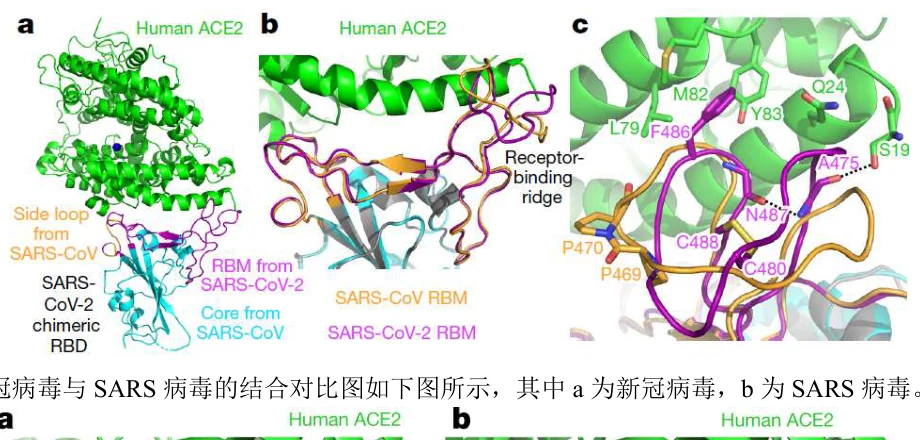 a
Human ACE2
Side loop
from
SARS-CoV
SARS-
CoV-2
chimeric
RBD
RBM from
SARS-CoV-2
Core from
SARS-CoV
b
Human ACE2
Receptor-
binding
ridge
SARS-CoV RBM
SARS-CoV-2 RBM
c
M82
Q24
L79
F486
Y83
S19
A475
N487
P470
C488
P469
C480
冠病毒与 SARS 病毒的结合对比图如下图所示，其中 a 为新冠病毒，b 为 SARS 病毒。
a
Human ACE2
b
Human ACE2